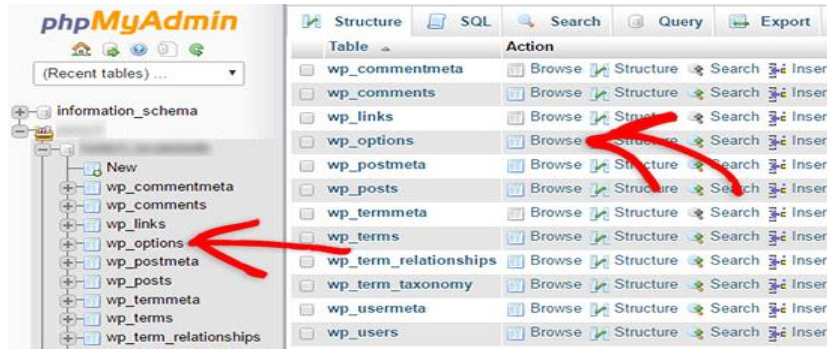 phpMyAdmin
(Recent tables) ...
information_schema
New
wp_commentmeta
wp_comments
wp_links
wp_options
wp_postmeta
wp_posts
wp_termmeta
wp_terms
wp_term_relationships
Structure SQL Search Query Export
Table Action
wp_commentmeta Browse Structure Search Inser
wp_comments Browse Structure Search Inser
wp_links Browse Structure Search Inser
wp_options Browse Structure Search Inser
wp_postmeta Browse Structure Search Inser
wp_posts Browse Structure Search Inser
wp_termmeta Browse Structure Search Inser
wp_terms Browse Structure Search Inser
wp_term_relationships Browse Structure Search Inser
wp_term_taxonomy Browse Structure Search Inser
wp_usermeta Browse Structure Search Inser
wp_users Browse Structure Search Inser